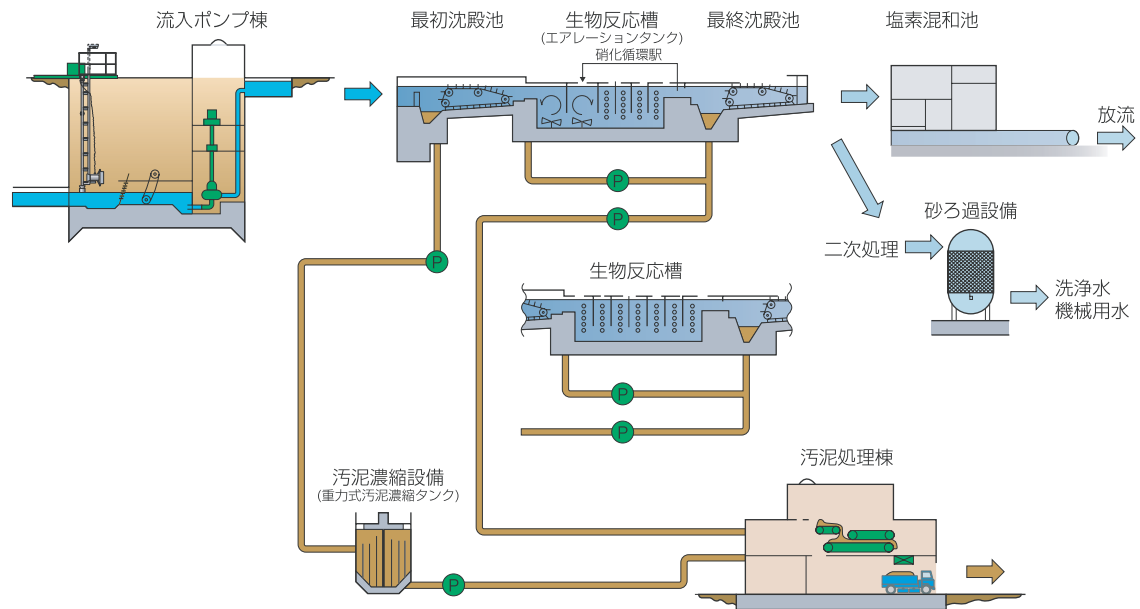 流入ポンプ棟
最初沈殿池
生物反応槽
(エアレーションタンク)
硝化循環駅
最終沈殿池
塩素混和池
放流
砂ろ過設備
二次処理
洗浄水
機械用水
P
P
P
生物反応槽
P
P
汚泥濃縮設備
(重力式汚泥濃縮タンク)
P
汚泥処理棟